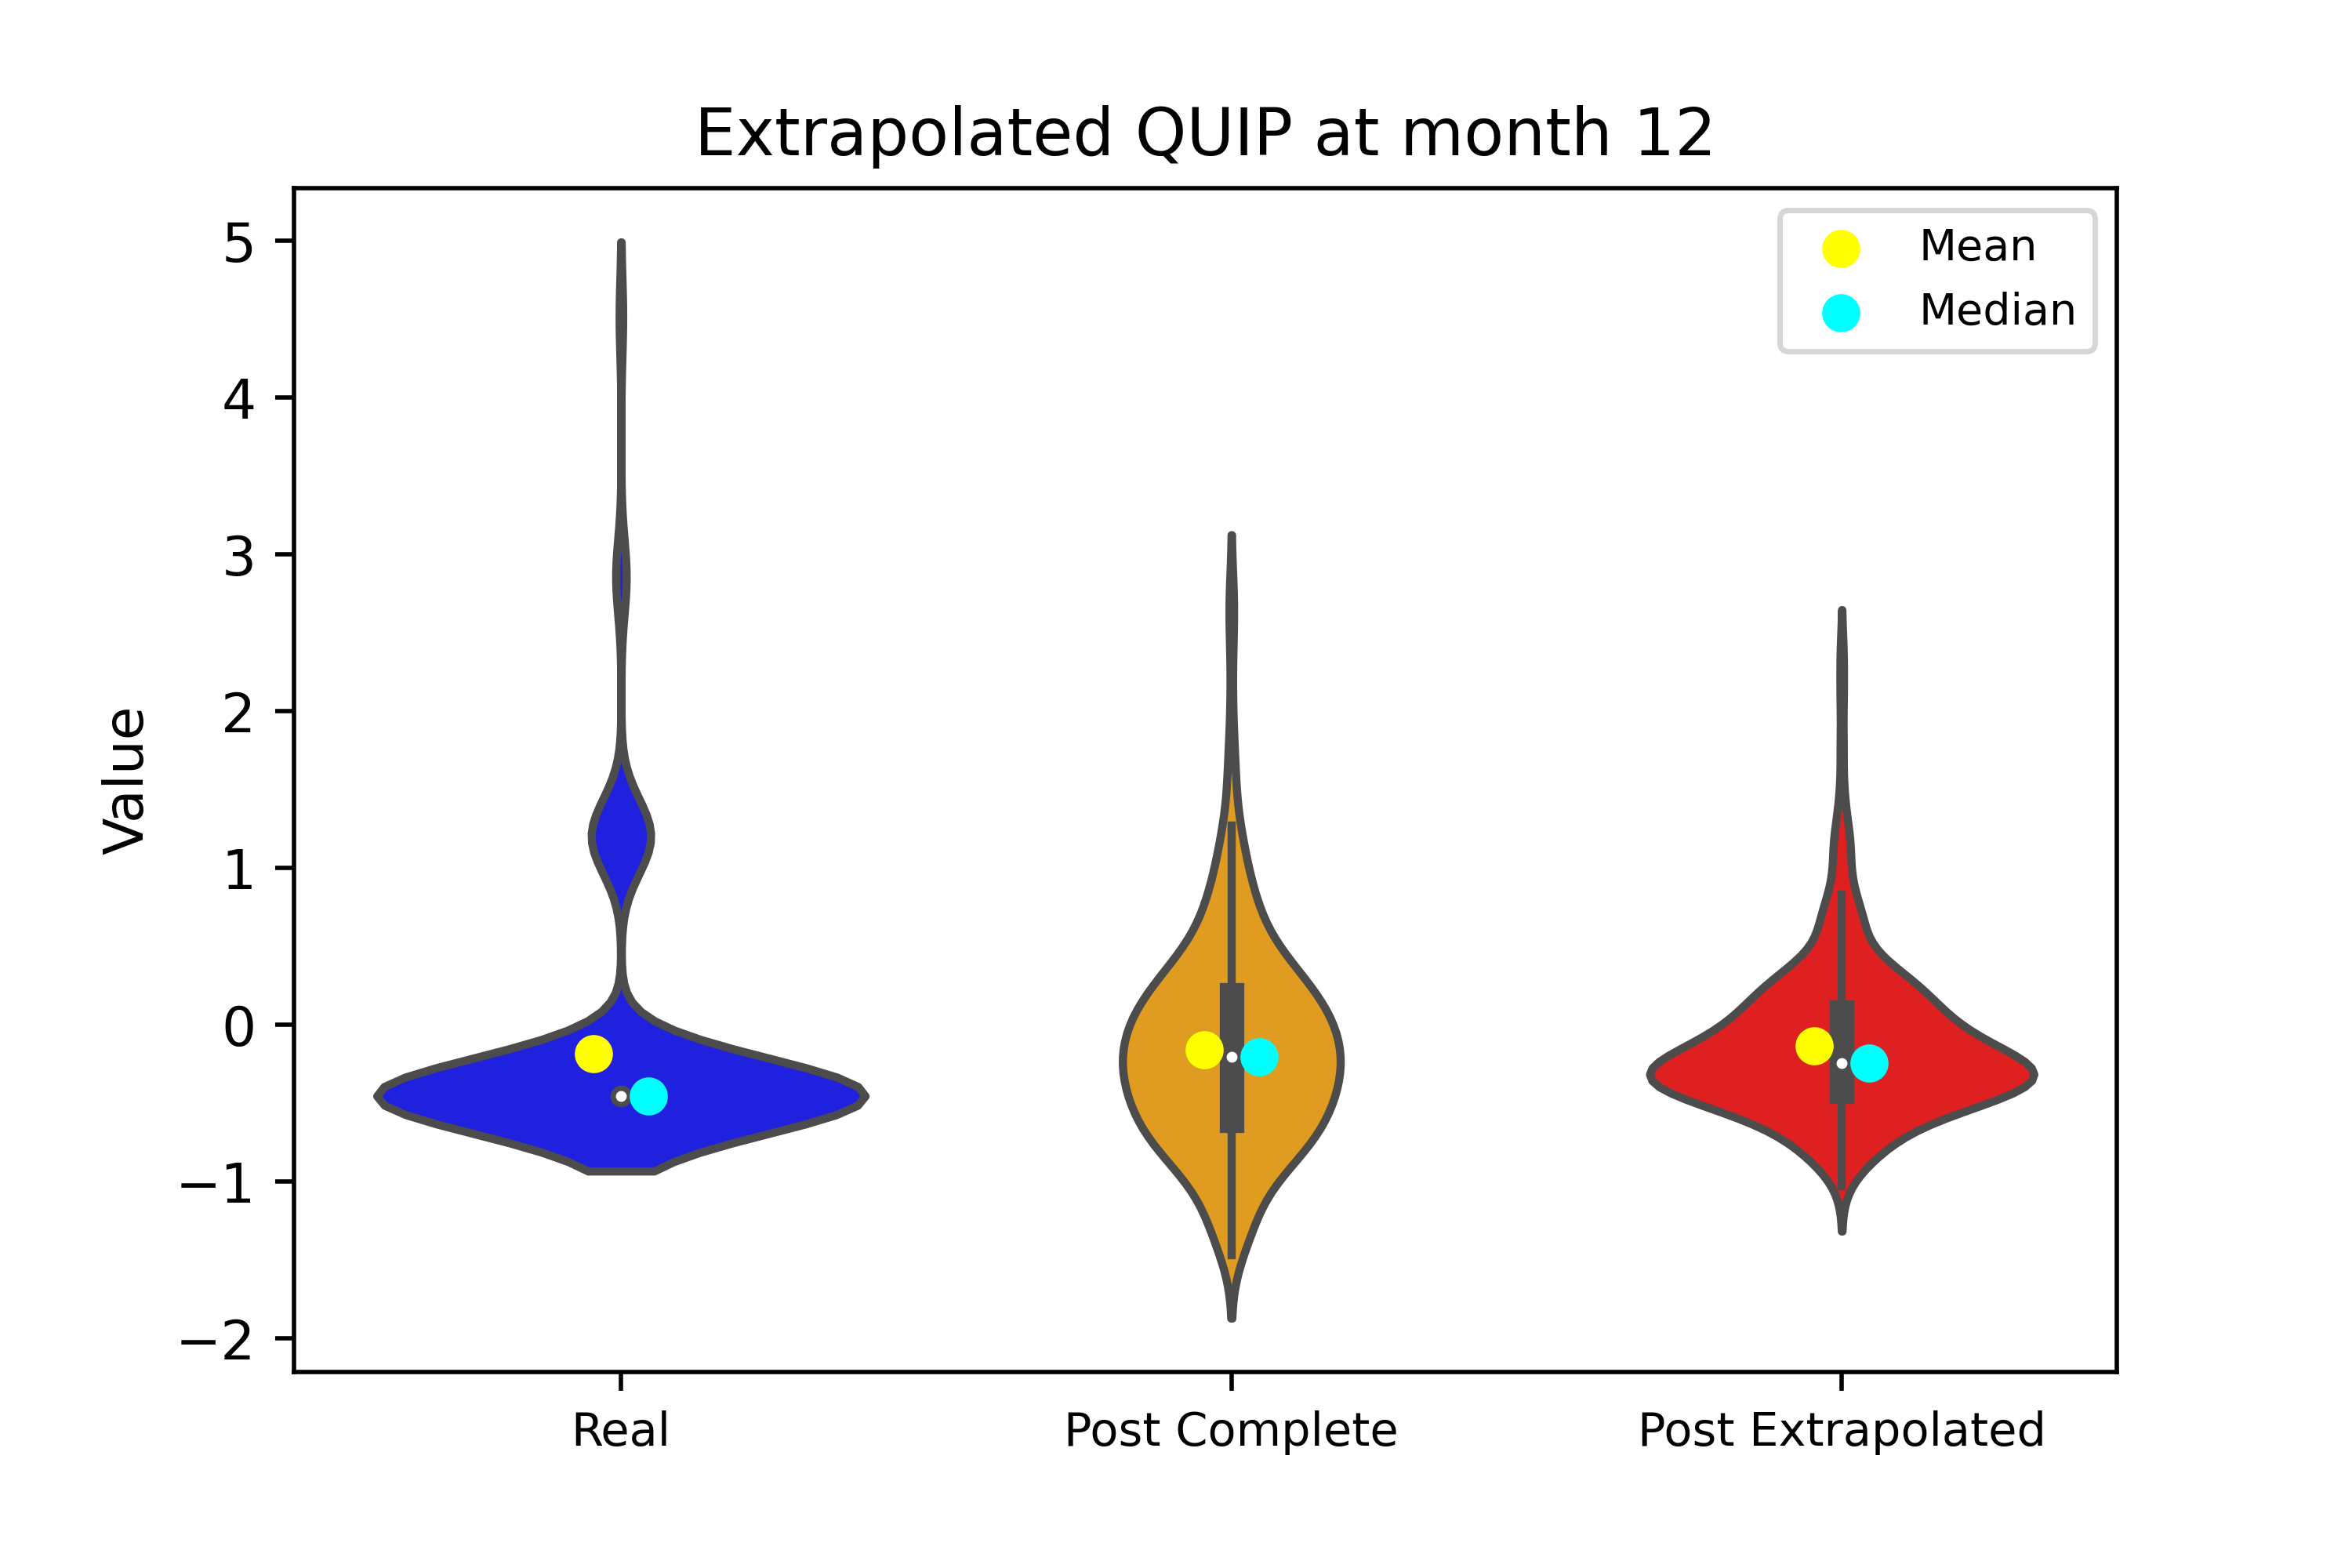 Extrapolated QUIP at month 12
Mean
Median
5
4
3
2
1
0
−1
−2
Value
Real
Post Complete
Post Extrapolated